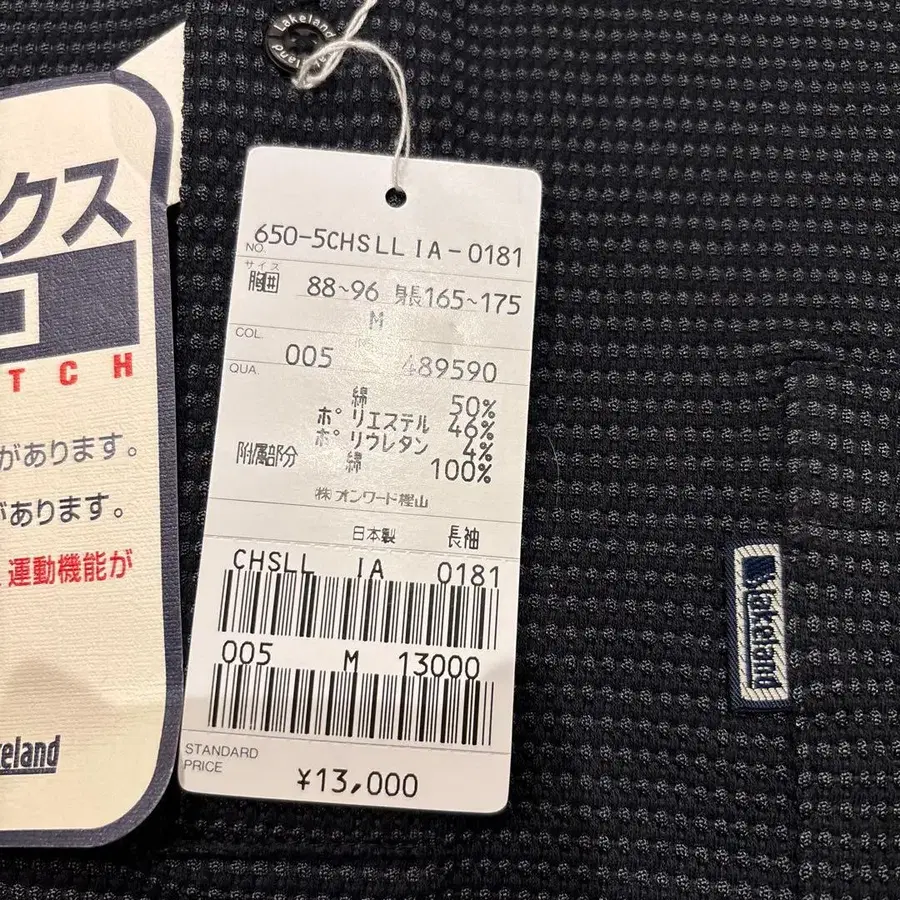 Lakeland
クス
コ
TCH
があります。
があります。
運動機能が
keland
NO. 650-5CHSLL IA-0181
サイズ
胸囲 88~96 身長165~175
M
COL.
005 489590
QUA.
綿 50%
ポリエステル 46%
ポリウレタン 4%
附属部分 綿 100%
㈱オンワード樫山
日本製 長袖
CHSLL IA 0181
005 M 13000
STANDARD
PRICE
¥13,000
Lakeland